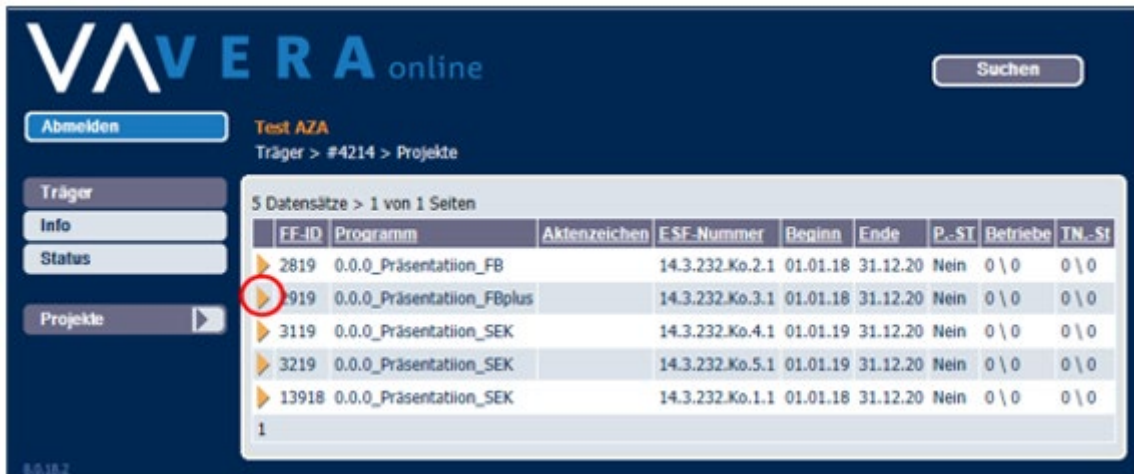 VA VERA online
Suchen
Abmelden
Test AZA
Träger > #4214 > Projekte
Träger
Info
Status
Projekte
5 Datensätze > 1 von 1 Seiten
FF-ID Programm Aktenzeichen ESF-Nummer Beginn Ende P.-ST Betriebe TN.-St
2819 0.0.0_Präsentatiion_FB 14.3.232.Ko.2.1 01.01.18 31.12.20 Nein 0 \ 0 0 \ 0
2919 0.0.0_Präsentatiion_FBplus 14.3.232.Ko.3.1 01.01.18 31.12.20 Nein 0 \ 0 0 \ 0
3119 0.0.0_Präsentatiion_SEK 14.3.232.Ko.4.1 01.01.19 31.12.20 Nein 0 \ 0 0 \ 0
3219 0.0.0_Präsentatiion_SEK 14.3.232.Ko.5.1 01.01.19 31.12.20 Nein 0 \ 0 0 \ 0
13918 0.0.0_Präsentatiion_SEK 14.3.232.Ko.1.1 01.01.18 31.12.20 Nein 0 \ 0 0 \ 0
1